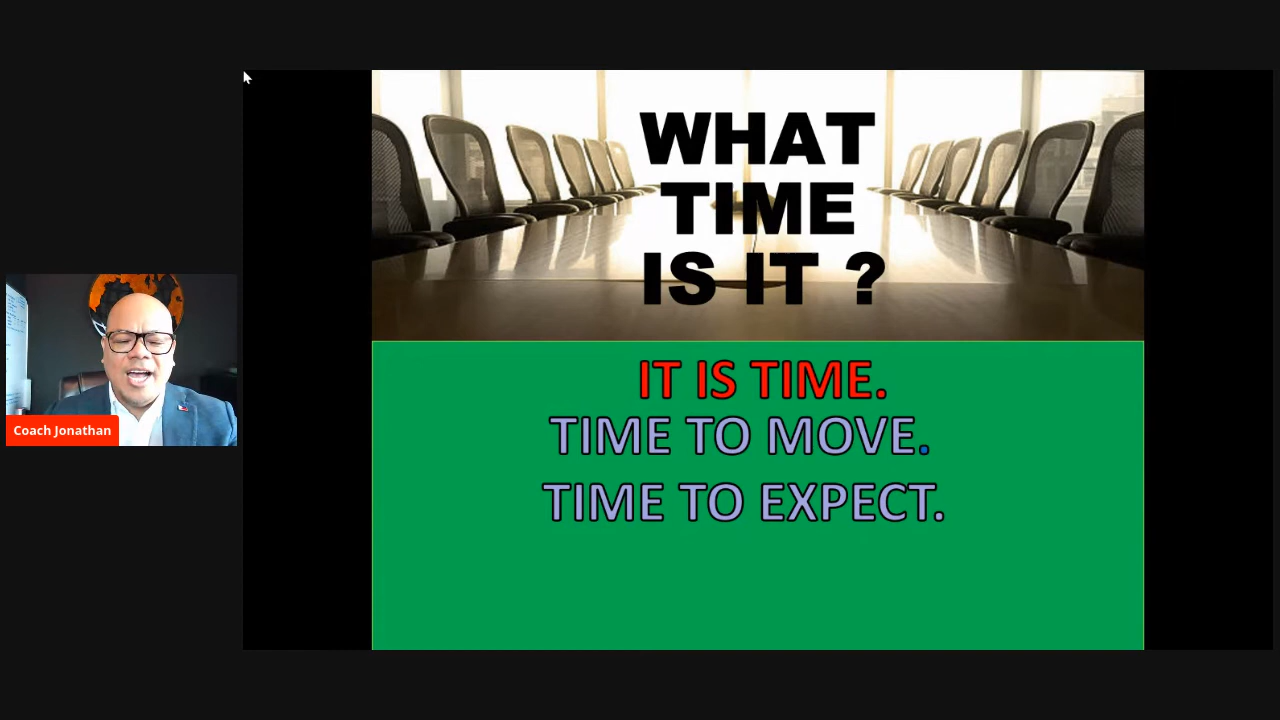 WHAT
TIME
IS IT ?
IT IS TIME.
TIME TO MOVE.
TIME TO EXPECT.
Coach Jonathan